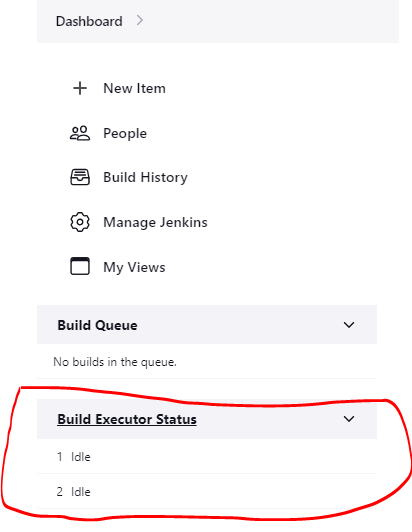 Dashboard
New Item
People
Build History
Manage Jenkins
My Views
Build Queue
No builds in the queue.
Build Executor Status
1 Idle
2 Idle